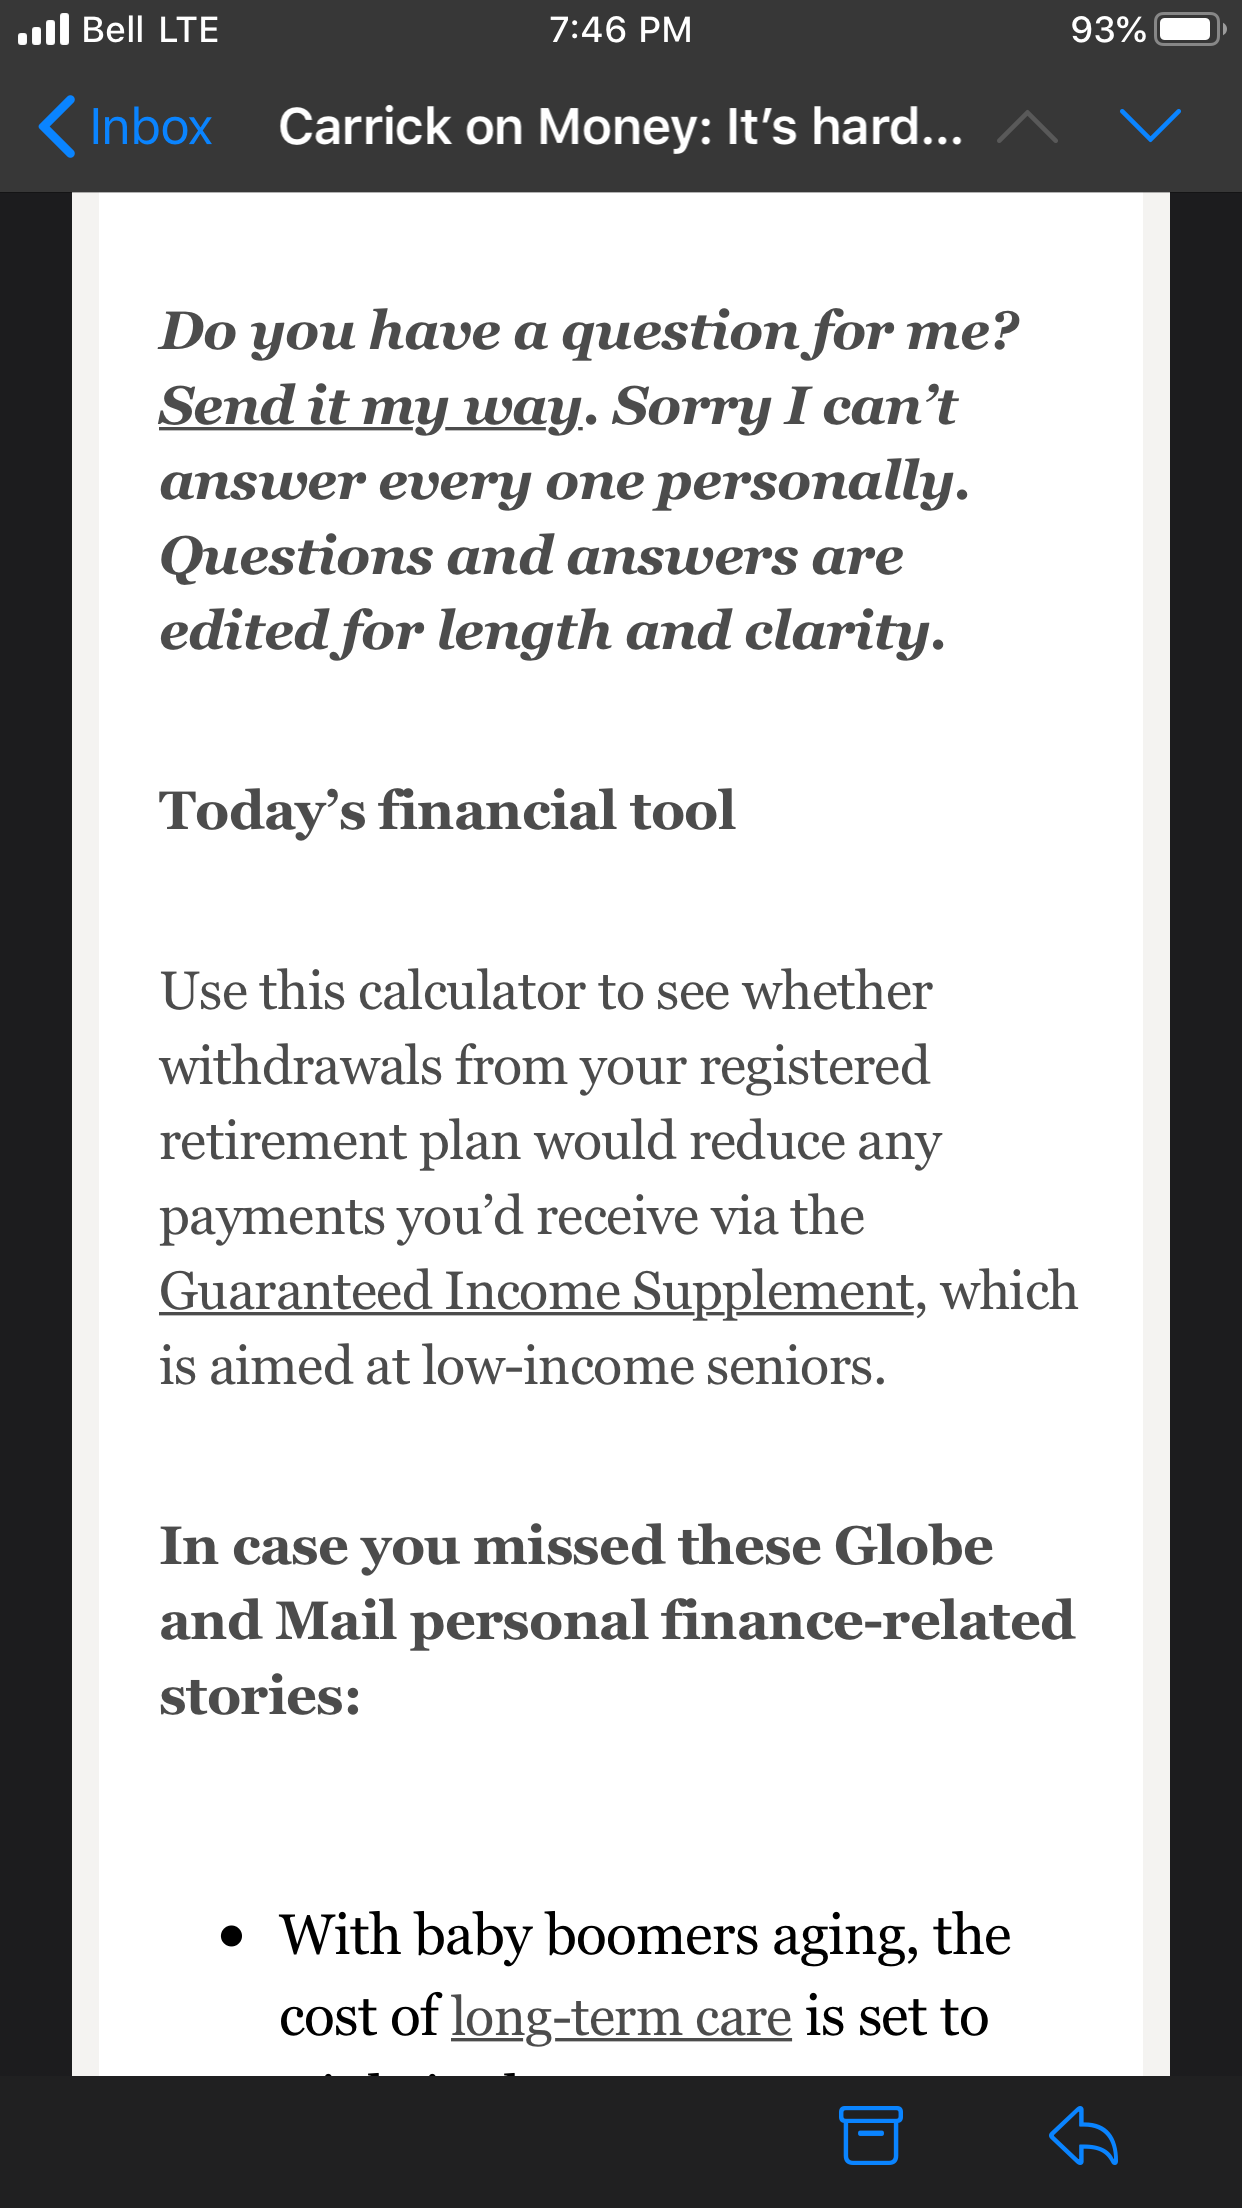 Bell LTE 7:46 PM 93%
Inbox Carrick on Money: It’s hard...
Do you have a question for me?
Send it my way. Sorry I can’t
answer every one personally.
Questions and answers are
edited for length and clarity.
Today’s financial tool
Use this calculator to see whether
withdrawals from your registered
retirement plan would reduce any
payments you’d receive via the
Guaranteed Income Supplement, which
is aimed at low-income seniors.
In case you missed these Globe
and Mail personal finance-related
stories:
• With baby boomers aging, the
cost of long-term care is set to